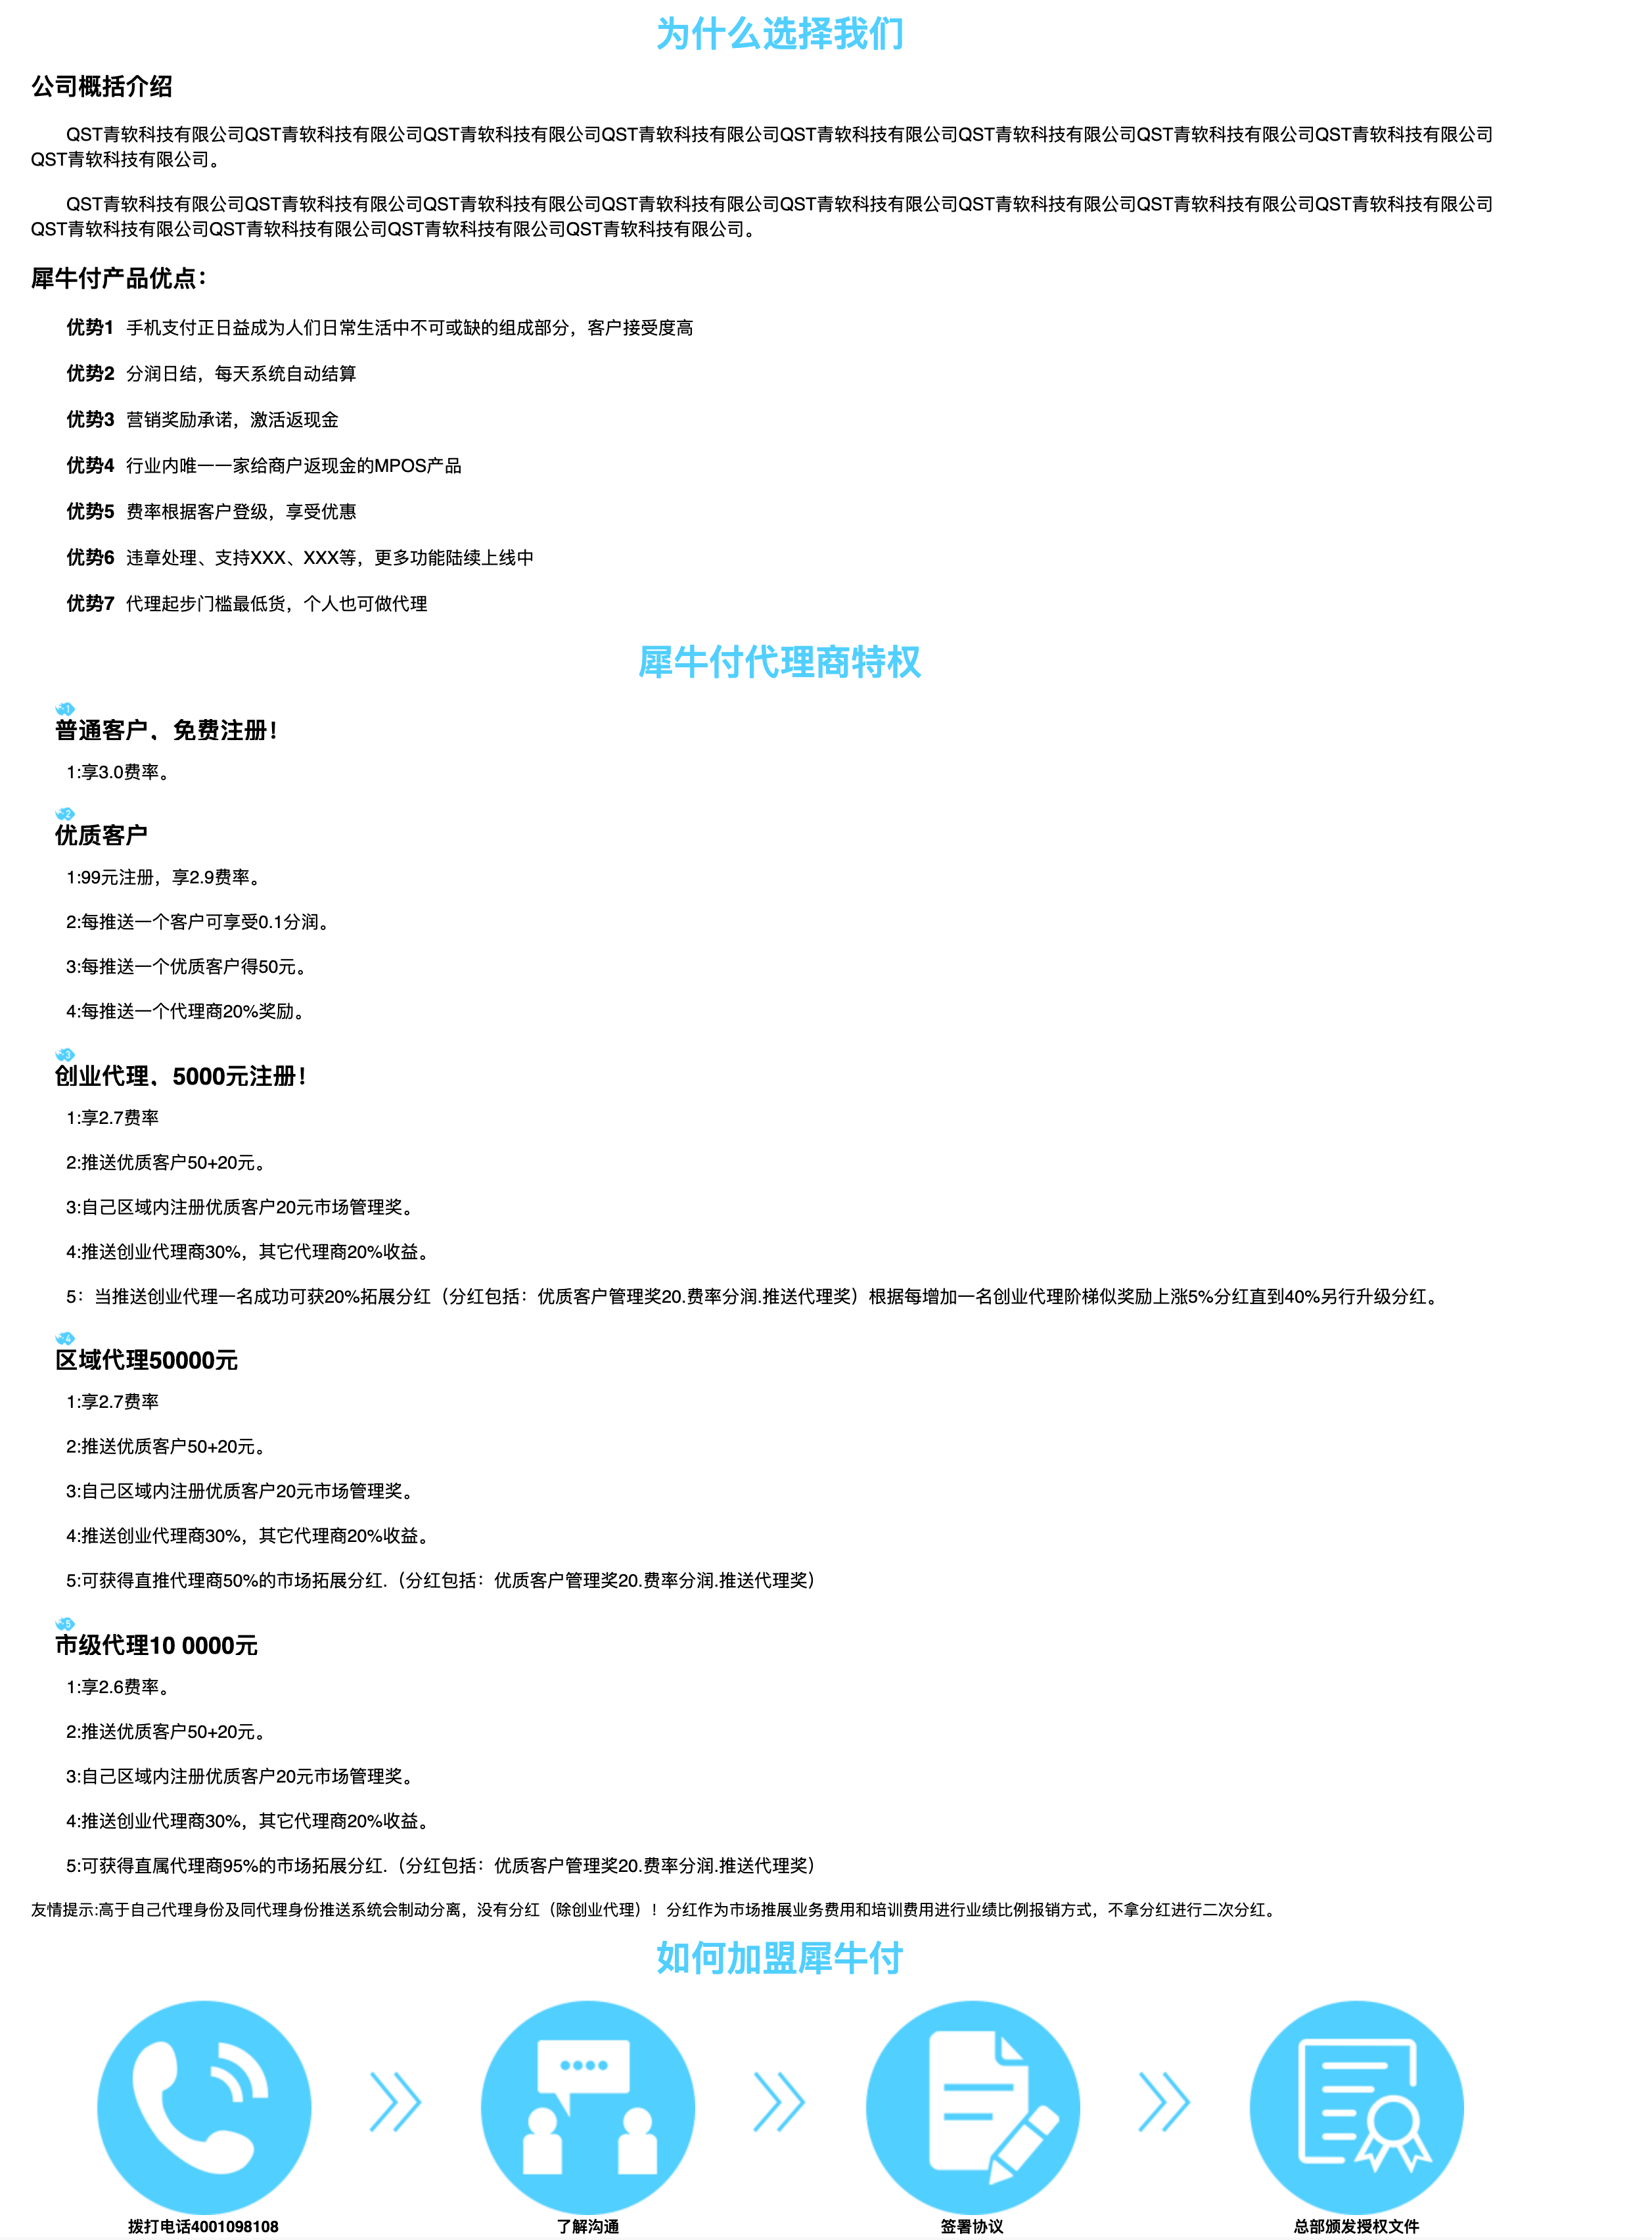 为什么选择我们
公司概括介绍
QST青软科技有限公司QST青软科技有限公司QST青软科技有限公司QST青软科技有限公司QST青软科技有限公司QST青软科技有限公司QST青软科技有限公司QST青软科技有限公司
QST青软科技有限公司。
QST青软科技有限公司QST青软科技有限公司QST青软科技有限公司QST青软科技有限公司QST青软科技有限公司QST青软科技有限公司QST青软科技有限公司QST青软科技有限公司
QST青软科技有限公司QST青软科技有限公司QST青软科技有限公司QST青软科技有限公司。
犀牛付产品优点：
优势1 手机支付正日益成为人们日常生活中不可或缺的组成部分，客户接受度高
优势2 分润日结，每天系统自动结算
优势3 营销奖励承诺，激活返现金
优势4 行业内唯一一家给商户返现金的MPOS产品
优势5 费率根据客户登级，享受优惠
优势6 违章处理、支持XXX、XXX等，更多功能陆续上线中
优势7 代理起步门槛最低货，个人也可做代理
犀牛付代理商特权
1
普通客户，免费注册！
1:享3.0费率。
2
优质客户
1:99元注册，享2.9费率。
2:每推送一个客户可享受0.1分润。
3:每推送一个优质客户得50元。
4:每推送一个代理商20%奖励。
3
创业代理，5000元注册！
1:享2.7费率
2:推送优质客户50+20元。
3:自己区域内注册优质客户20元市场管理奖。
4:推送创业代理商30%，其它代理商20%收益。
5：当推送创业代理一名成功可获20%拓展分红（分红包括：优质客户管理奖20.费率分润.推送代理奖）根据每增加一名创业代理阶梯似奖励上涨5%分红直到40%另行升级分红。
4
区域代理50000元
1:享2.7费率
2:推送优质客户50+20元。
3:自己区域内注册优质客户20元市场管理奖。
4:推送创业代理商30%，其它代理商20%收益。
5:可获得直推代理商50%的市场拓展分红.（分红包括：优质客户管理奖20.费率分润.推送代理奖）
5
市级代理10 0000元
1:享2.6费率。
2:推送优质客户50+20元。
3:自己区域内注册优质客户20元市场管理奖。
4:推送创业代理商30%，其它代理商20%收益。
5:可获得直属代理商95%的市场拓展分红.（分红包括：优质客户管理奖20.费率分润.推送代理奖）
友情提示:高于自己代理身份及同代理身份推送系统会制动分离，没有分红（除创业代理）！分红作为市场推展业务费用和培训费用进行业绩比例报销方式，不拿分红进行二次分红。
如何加盟犀牛付
拨打电话4001098108
了解沟通
签署协议
总部颁发授权文件